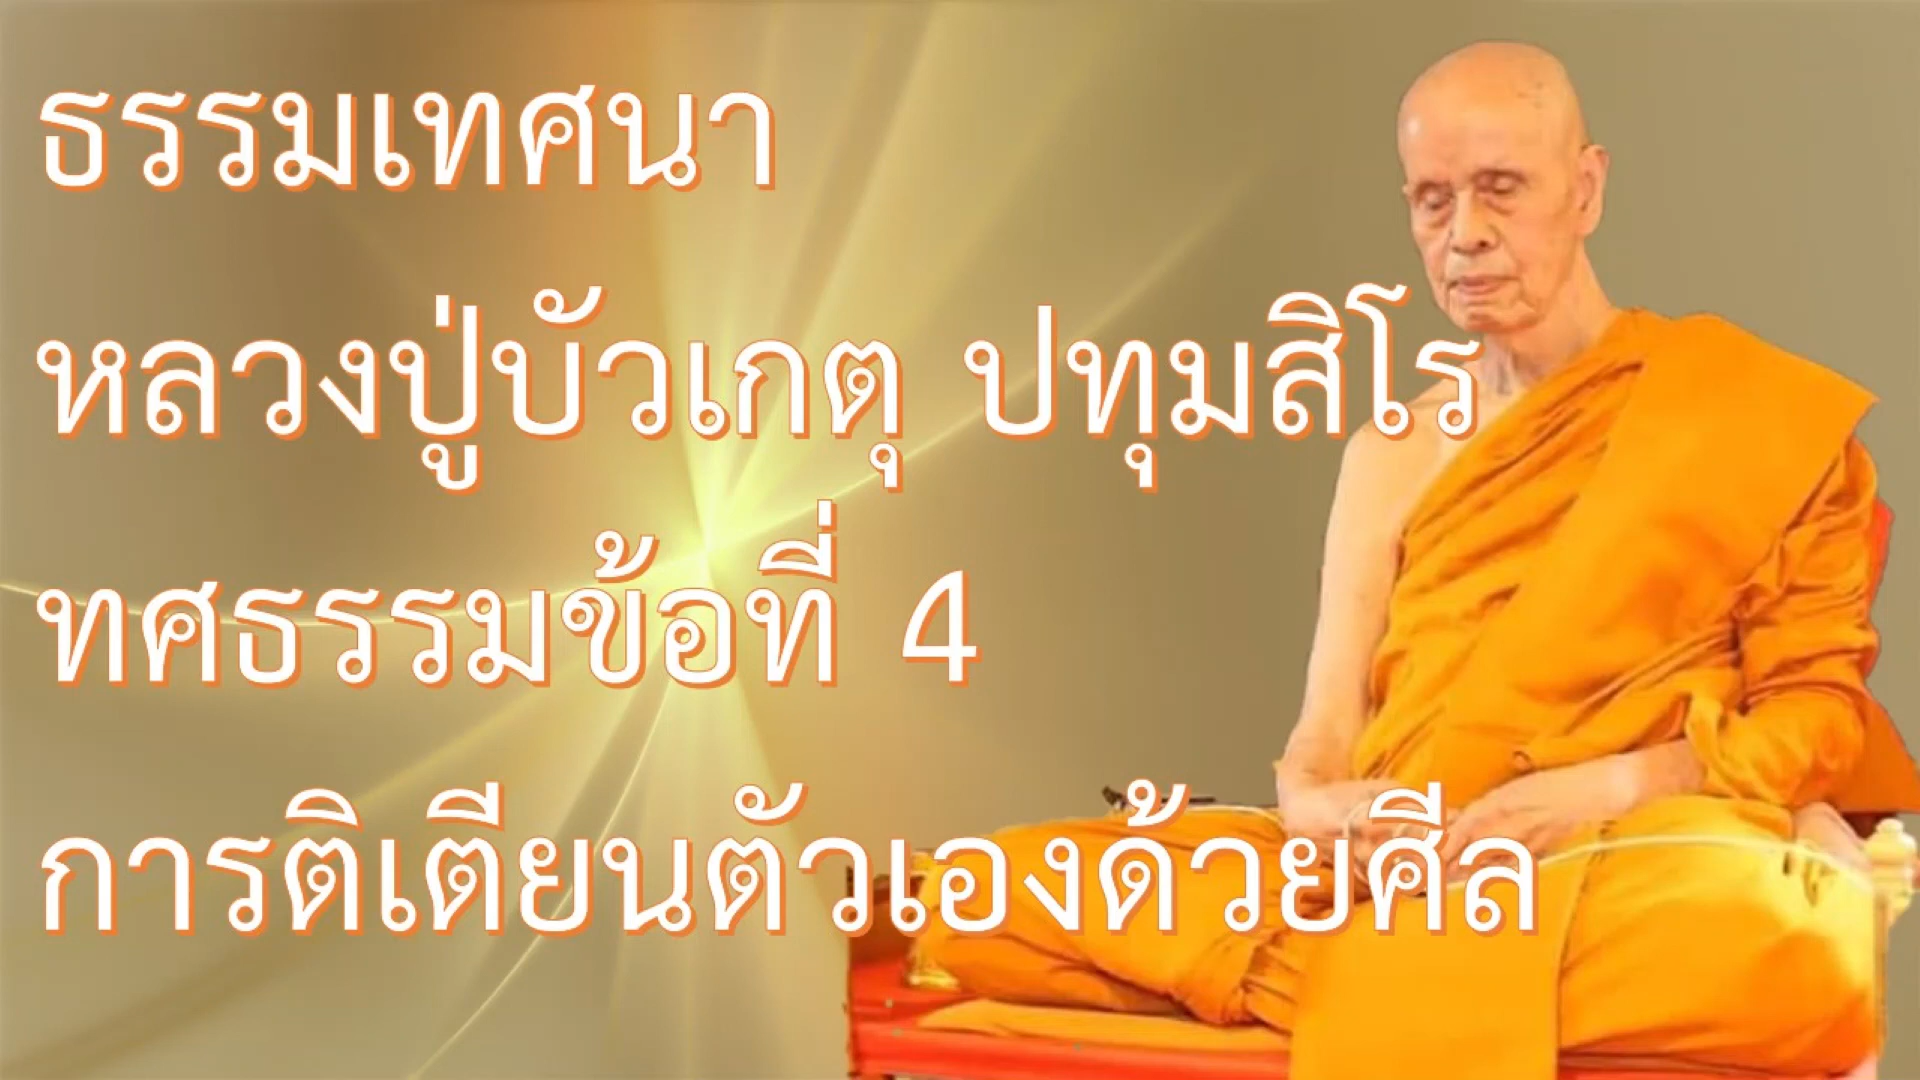 ธรรมเทศนา
หลวงปู่บัวเกตุ ปทุมสิโร
ทศธรรมข้อที่ 4
การติเตียนตัวเองด้วยศีล